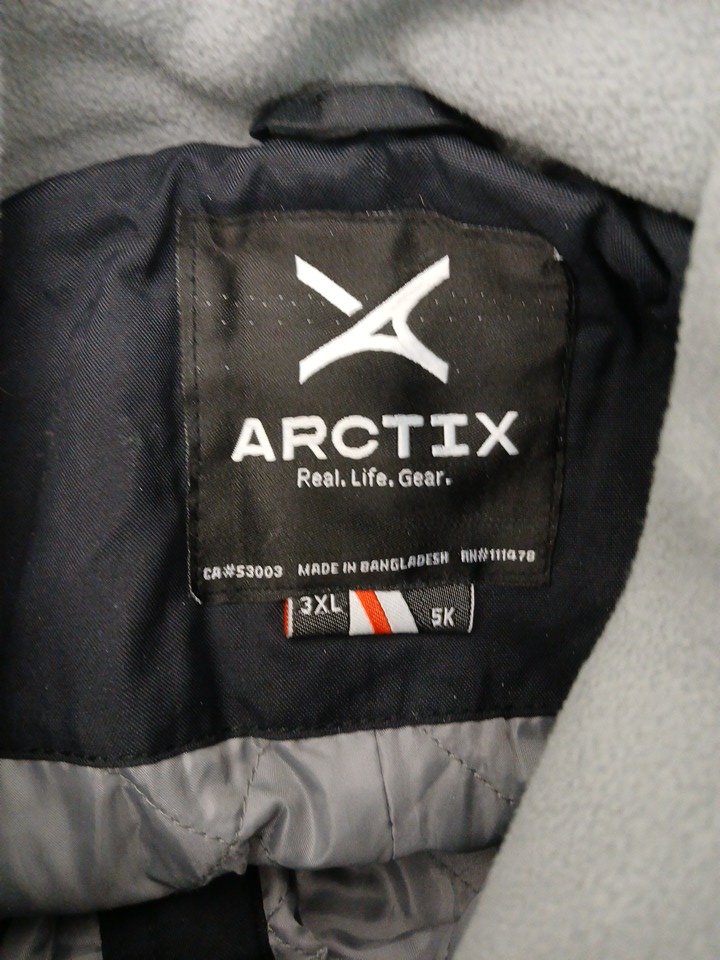 ARCTIX
Real. Life. Gear.
CA#53003 MADE IN BANGLADESH RN#111478
3XL 5K